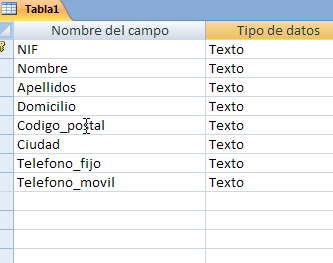 Tabla1
Nombre del campo Tipo de datos
NIF Texto
Nombre Texto
Apellidos Texto
Domicilio Texto
Codigo_postal Texto
Ciudad Texto
Telefono_fijo Texto
Telefono_movil Texto